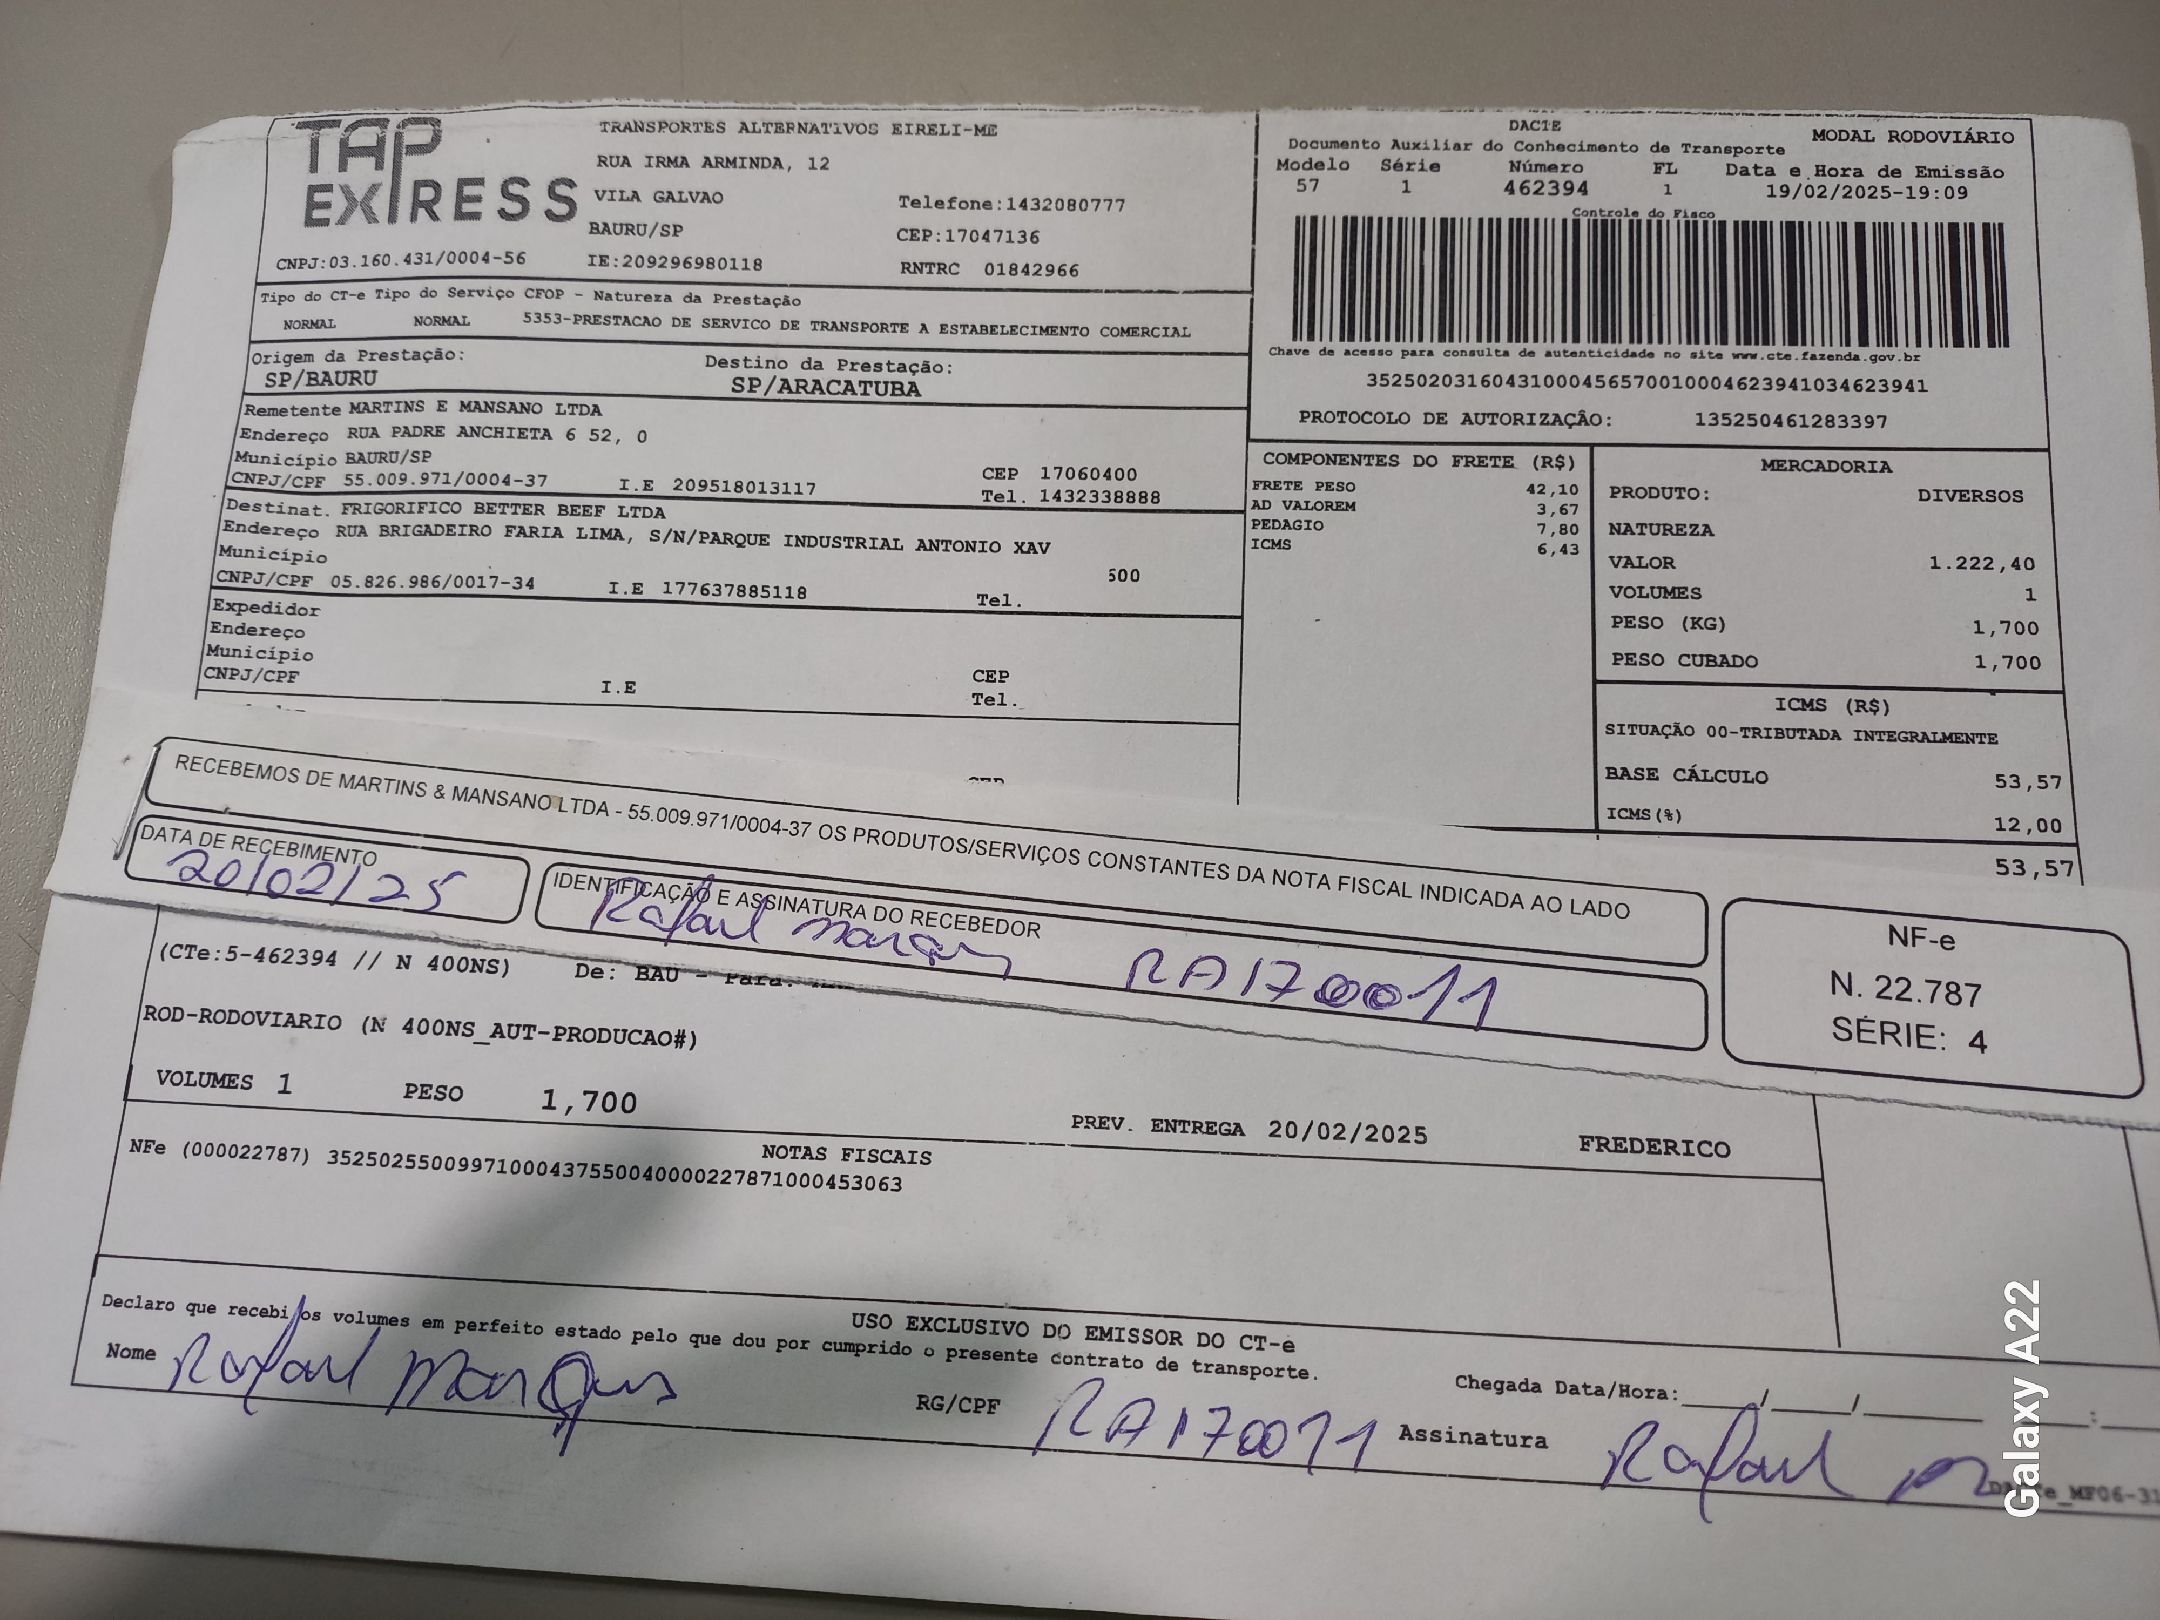 TAP EXPRESS
TRANSPORTES ALTERNATIVOS EIRELI-ME
RUA IRMA ARMINDA, 12
VILA GALVAO
Telefone:1432080777
BAURU/SP
CEP:17047136
CNPJ:03.160.431/0004-56
IE:209296980118
RNTRC 01842966
DACTE
MODAL RODOVIÁRIO
Documento Auxiliar do Conhecimento de Transporte
Modelo Série Número FL Data e Hora de Emissão
57 1 462394 1 19/02/2025-19:09
Controle do Fisco
Chave de acesso para consulta de autenticidade no site www.cte.fazenda.gov.br
35250203160431000456570010004623941034623941
PROTOCOLO DE AUTORIZAÇÃO: 135250461283397
Tipo do CT-e Tipo do Serviço CFOP - Natureza da Prestação
NORMAL NORMAL 5353-PRESTACAO DE SERVICO DE TRANSPORTE A ESTABELECIMENTO COMERCIAL
Origem da Prestação: Destino da Prestação:
SP/BAURU SP/ARACATUBA
Remetente MARTINS E MANSANO LTDA
Endereço RUA PADRE ANCHIETA 6 52, 0
Município BAURU/SP CEP 17060400
CNPJ/CPF 55.009.971/0004-37 I.E 209518013117 Tel. 1432338888
Destinat. FRIGORIFICO BETTER BEEF LTDA
Endereço RUA BRIGADEIRO FARIA LIMA, S/N/PARQUE INDUSTRIAL ANTONIO XAV
Município 600
CNPJ/CPF 05.826.986/0017-34 I.E 177637885118 Tel.
Expedidor
Endereço
Município CEP
CNPJ/CPF I.E Tel.
COMPONENTES DO FRETE (R$)
FRETE PESO 42,10
AD VALOREM 3,67
PEDAGIO 7,80
ICMS 6,43
MERCADORIA
PRODUTO: DIVERSOS
NATUREZA
VALOR 1.222,40
VOLUMES 1
PESO (KG) 1,700
PESO CUBADO 1,700
ICMS (R$)
SITUAÇÃO 00-TRIBUTADA INTEGRALMENTE
BASE CÁLCULO 53,57
ICMS(%) 12,00
53,57
RECEBEMOS DE MARTINS & MANSANO LTDA - 55.009.971/0004-37 OS PRODUTOS/SERVIÇOS CONSTANTES DA NOTA FISCAL INDICADA AO LADO
DATA DE RECEBIMENTO
20/02/25
IDENTIFICAÇÃO E ASSINATURA DO RECEBEDOR
Rafael Marques RA170011
NF-e
N. 22.787
SÉRIE: 4
(CTe:5-462394 // N 400NS) De: BAU - Para:
ROD-RODOVIARIO (N 400NS_AUT-PRODUCAO#)
VOLUMES 1 PESO 1,700
PREV. ENTREGA 20/02/2025 FREDERICO
NOTAS FISCAIS
NFe (000022787) 35250255009971000437550040000227871000453063
USO EXCLUSIVO DO EMISSOR DO CT-e
Declaro que recebi os volumes em perfeito estado pelo que dou por cumprido o presente contrato de transporte.
Nome Rafael Marques RG/CPF RA170011
Chegada Data/Hora:____/____/________ ____:____
Assinatura Rafael M
Galaxy A22